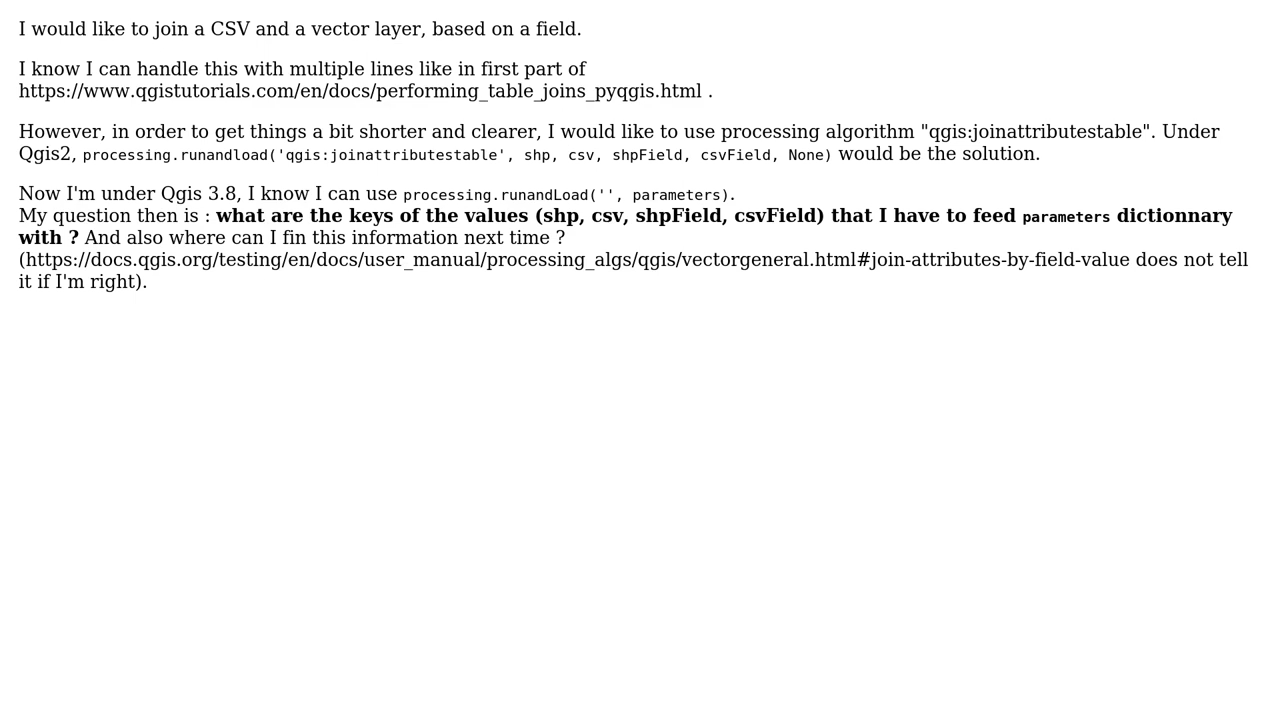 I would like to join a CSV and a vector layer, based on a field.
I know I can handle this with multiple lines like in first part of
https://www.qgistutorials.com/en/docs/performing_table_joins_pyqgis.html .
However, in order to get things a bit shorter and clearer, I would like to use processing algorithm "qgis:joinattributestable". Under
Qgis2, processing.runandload('qgis:joinattributestable', shp, csv, shpField, csvField, None) would be the solution.
Now I'm under Qgis 3.8, I know I can use processing.runandLoad('', parameters).
My question then is : what are the keys of the values (shp, csv, shpField, csvField) that I have to feed parameters dictionnary
with ? And also where can I fin this information next time ?
(https://docs.qgis.org/testing/en/docs/user_manual/processing_algs/qgis/vectorgeneral.html#join-attributes-by-field-value does not tell
it if I'm right).